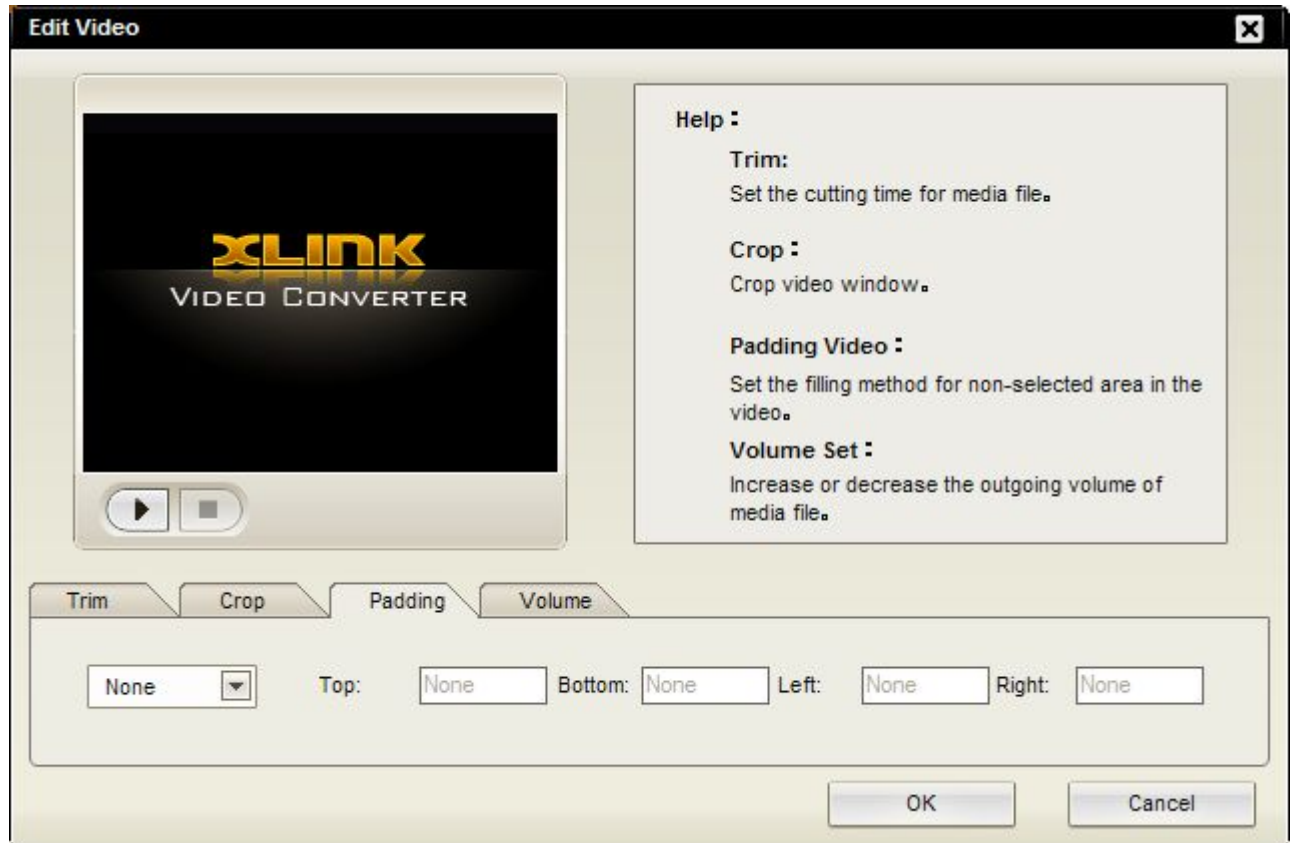 Edit Video
XLINK
VIDEO CONVERTER
Help：
Trim:
Set the cutting time for media file。
Crop：
Crop video window。
Padding Video：
Set the filling method for non-selected area in the
video。
Volume Set：
Increase or decrease the outgoing volume of
media file。
Trim Crop Padding Volume
None Top: None Bottom: None Left: None Right: None
OK Cancel